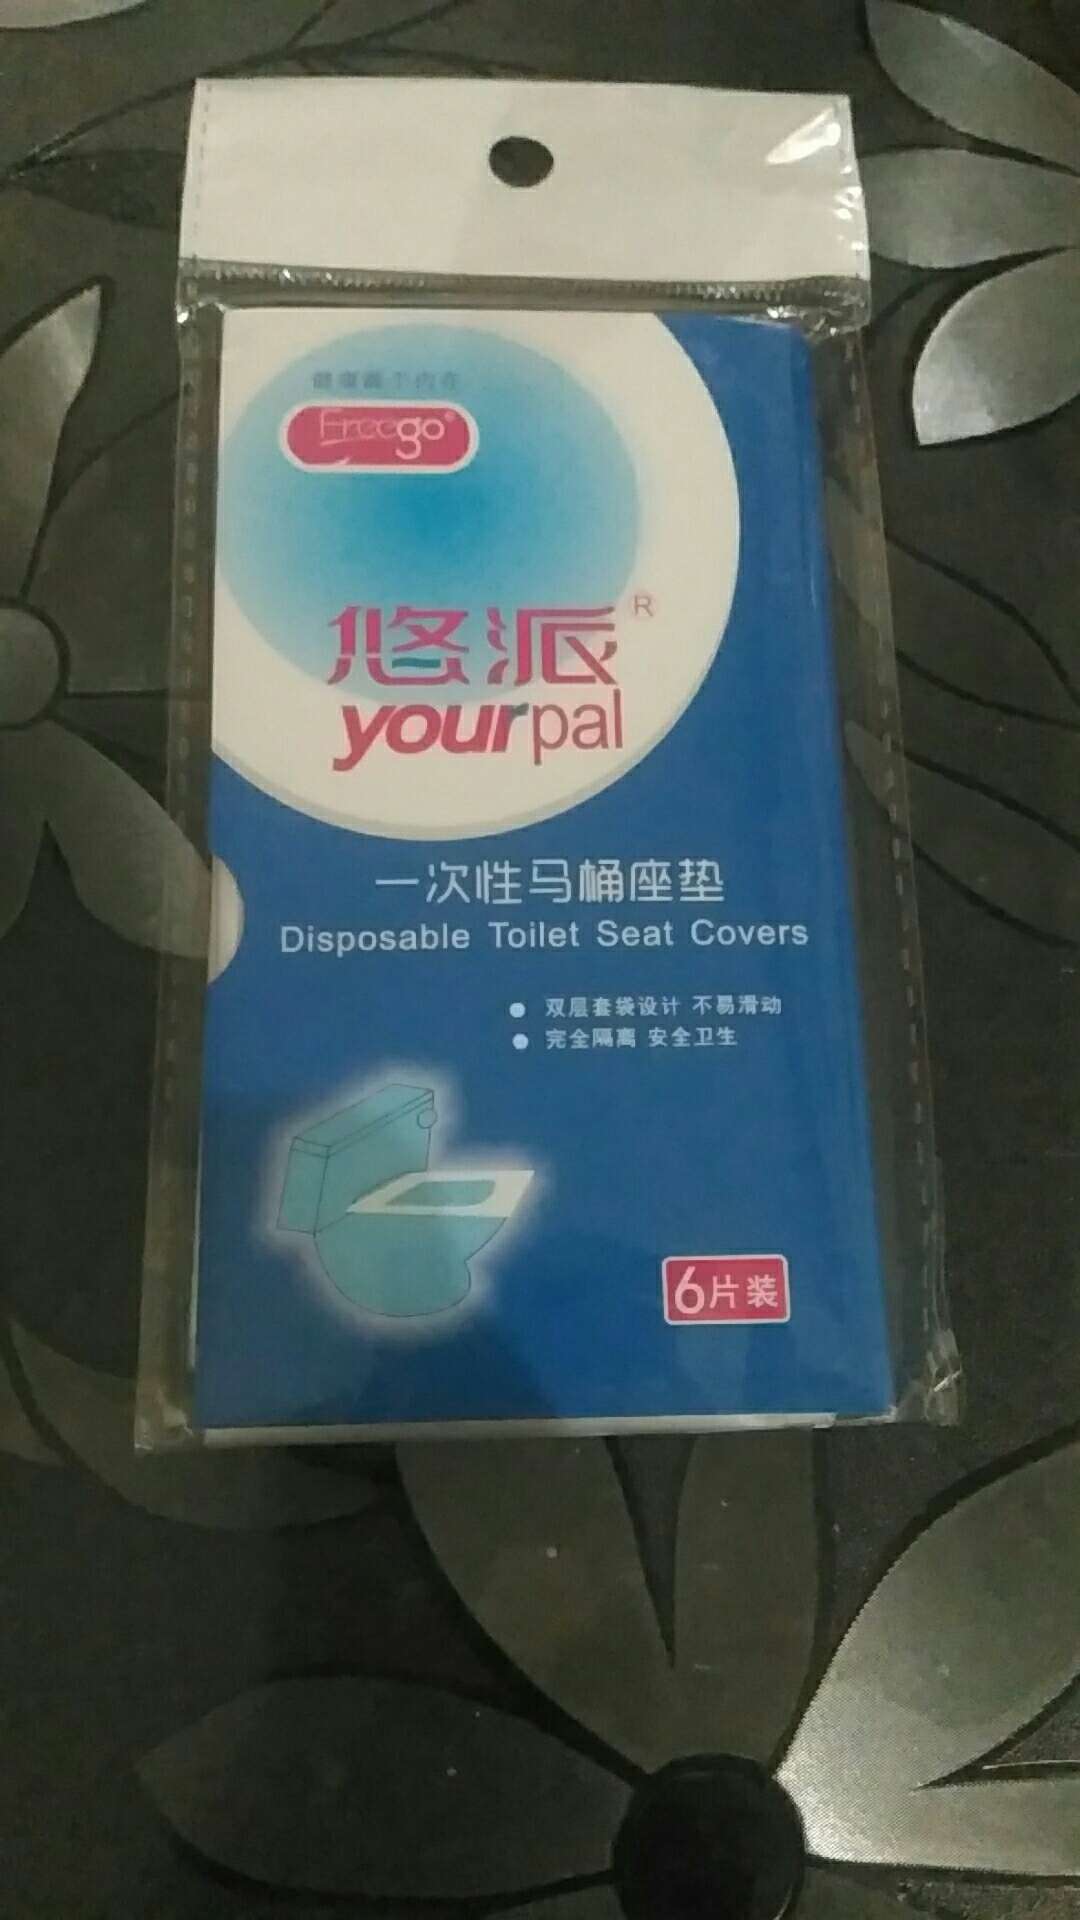 Freego®
悠派®
yourpal
一次性马桶座垫
Disposable Toilet Seat Covers
● 双层套袋设计 不易滑动
● 完全隔离 安全卫生
6片装